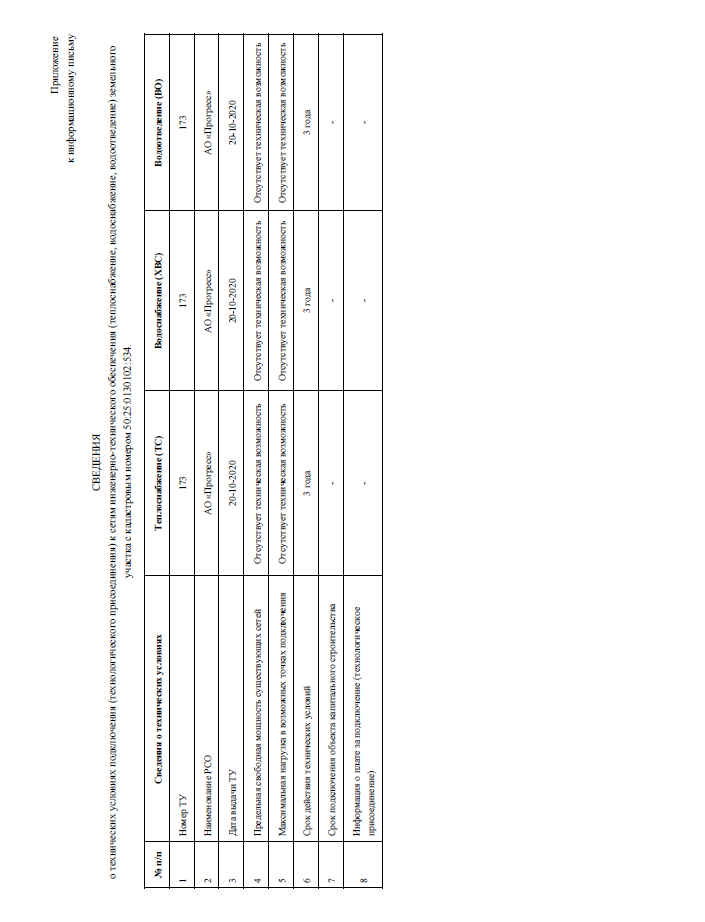 Приложение
к информационному письму
СВЕДЕНИЯ
о технических условиях подключения (технологического присоединения) к сетям инженерно-технического обеспечения (теплоснабжение, водоснабжение, водоотведение) земельного
участка с кадастровым номером 50:25:0130102:534.
№ п/п Сведения о технических условиях Теплоснабжение (ТС) Водоснабжение (ХВС) Водоотведение (ВО)
1 Номер ТУ 173 173 173
2 Наименование РСО АО «Прогресс» АО «Прогресс» АО «Прогресс»
3 Дата выдачи ТУ 20-10-2020 20-10-2020 20-10-2020
4 Предельная свободная мощность существующих сетей Отсутствует техническая возможность Отсутствует техническая возможность Отсутствует техническая возможность
5 Максимальная нагрузка в возможных точках подключения Отсутствует техническая возможность Отсутствует техническая возможность Отсутствует техническая возможность
6 Срок действия технических условий 3 года 3 года 3 года
7 Срок подключения объекта капитального строительства - - -
8 Информация о плате за подключение (технологическое - - -
присоединение)